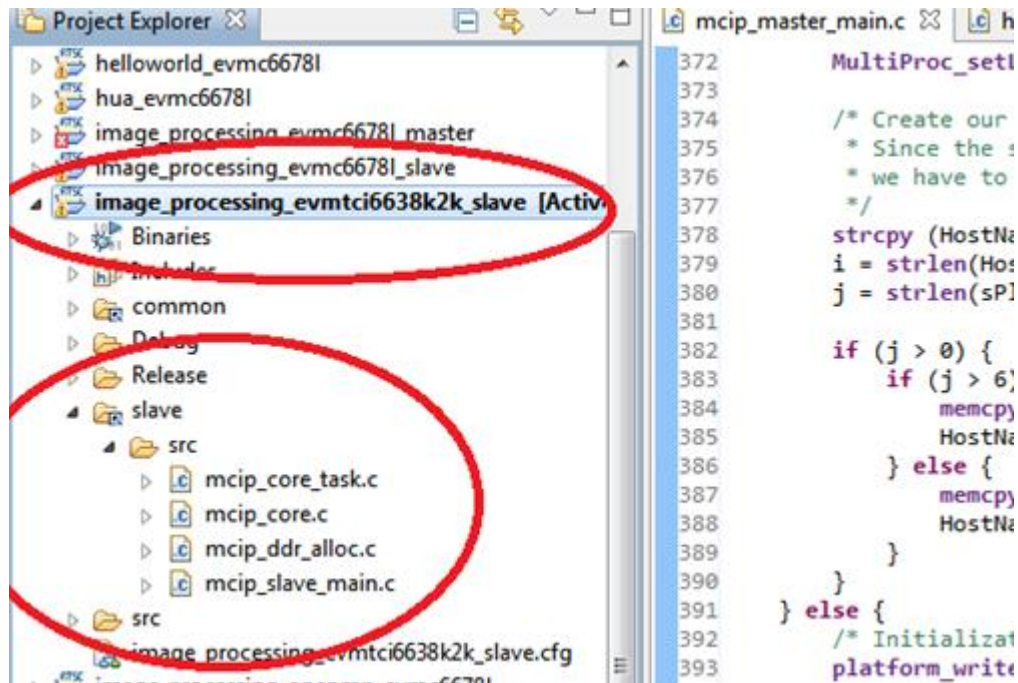 Project Explorer
helloworld_evmc6678l
hua_evmc6678l
image_processing_evmc6678l_master
image_processing_evmc6678l_slave
image_processing_evmtci6638k2k_slave [Activ
Binaries
Includes
common
Debug
Release
slave
src
mcip_core_task.c
mcip_core.c
mcip_ddr_alloc.c
mcip_slave_main.c
src
image_processing_evmtci6638k2k_slave.cfg
mcip_master_main.c
372 MultiProc_setL
373
374 /* Create our
375 * Since the s
376 * we have to
377 */
378 strcpy (HostNa
379 i = strlen(Hos
380 j = strlen(sPl
381
382 if (j > 0) {
383 if (j > 6)
384 memcpy
385 HostNa
386 } else {
387 memcpy
388 HostNa
389 }
390 }
391 } else {
392 /* Initializat
393 platform_write